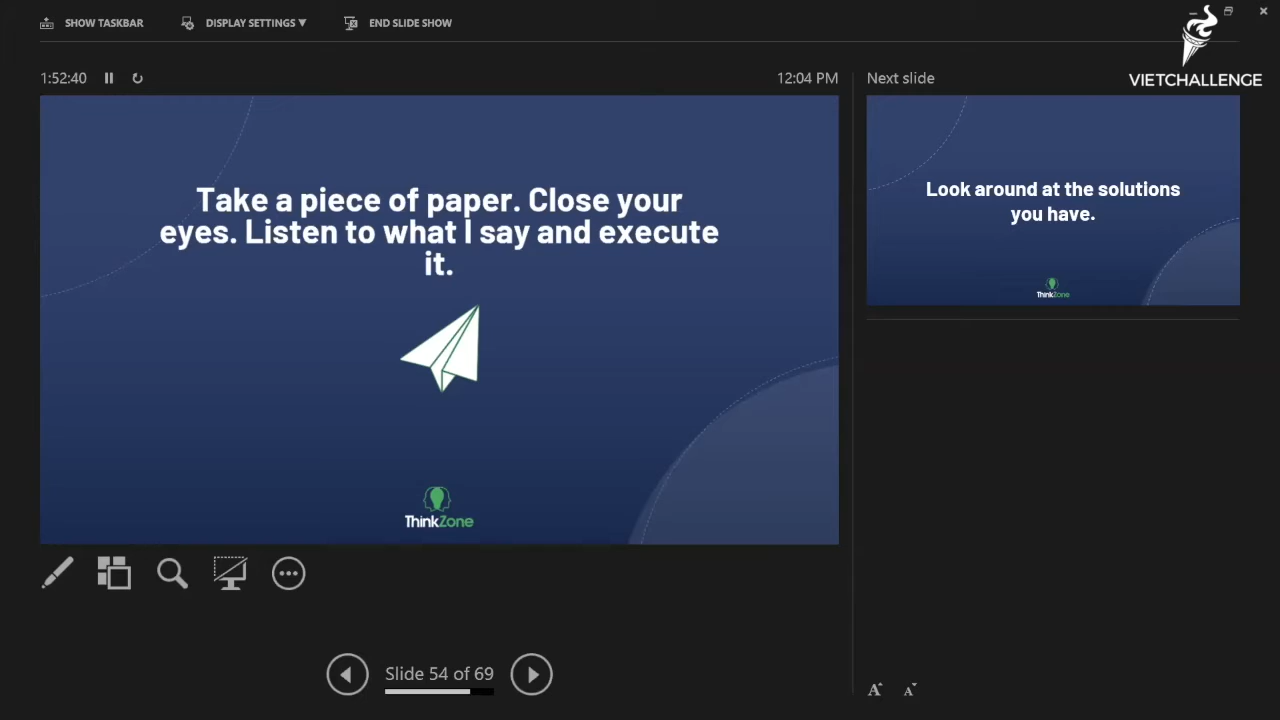 SHOW TASKBAR
DISPLAY SETTINGS ▼
END SLIDE SHOW
VIETCHALLENGE
1:52:40
12:04 PM
Next slide
Take a piece of paper. Close your
eyes. Listen to what I say and execute
it.
ThinkZone
Look around at the solutions
you have.
ThinkZone
Slide 54 of 69
A A